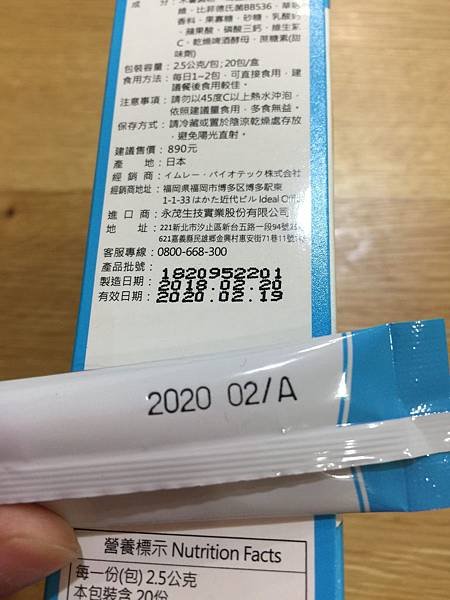 維、比菲德氏菌BB536、草莓
香料、果寡糖、砂糖、乳酸鈣
、蘋果酸、磷酸三鈣、維生素
C、乾燥啤酒酵母、蔗糖素(甜
味劑)
包裝容量：2.5公克/包；20包/盒
食用方法：每日1~2包，可直接食用，建
議餐後食用較佳。
注意事項：請勿以45度C以上熱水沖泡，
依照建議量食用，多食無益。
保存方式：請冷藏或置於陰涼乾燥處存放
，避免陽光直射。
建議售價：890元
產 地：日本
經 銷 商：イムレー・バイオテック株式会社
經銷商地址：福岡県福岡市博多区博多駅東
1-1-33 はかた近代ビル Ideal
進 口 商：永茂生技實業股份有限公司
地 址：221新北市汐止區新台五路一段94號
621嘉義縣民雄鄉金興村惠安街71巷11號
客服專線：0800-668-300
產品批號：1820952201
製造日期：2018.02.20
有效日期：2020.02.19
2020 02/A
營養標示 Nutrition Facts
每一份(包) 2.5公克
本包裝含 20份